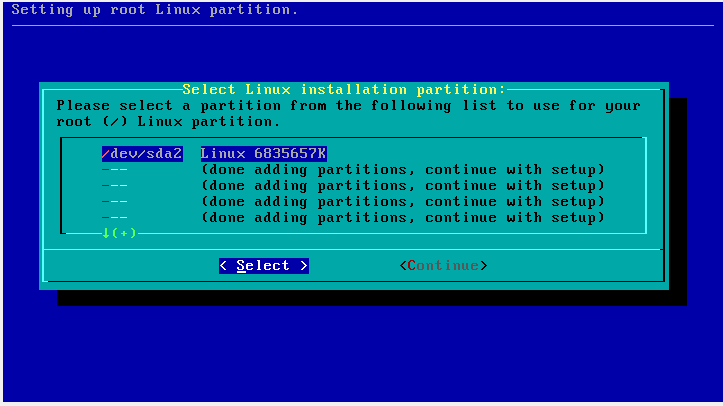 Setting up root Linux partition.
Select Linux installation partition:
Please select a partition from the following list to use for your
root (/) Linux partition.
/dev/sda2 Linux 6835657K
--- (done adding partitions, continue with setup)
--- (done adding partitions, continue with setup)
--- (done adding partitions, continue with setup)
--- (done adding partitions, continue with setup)
↓(+)
< Select > <Continue>